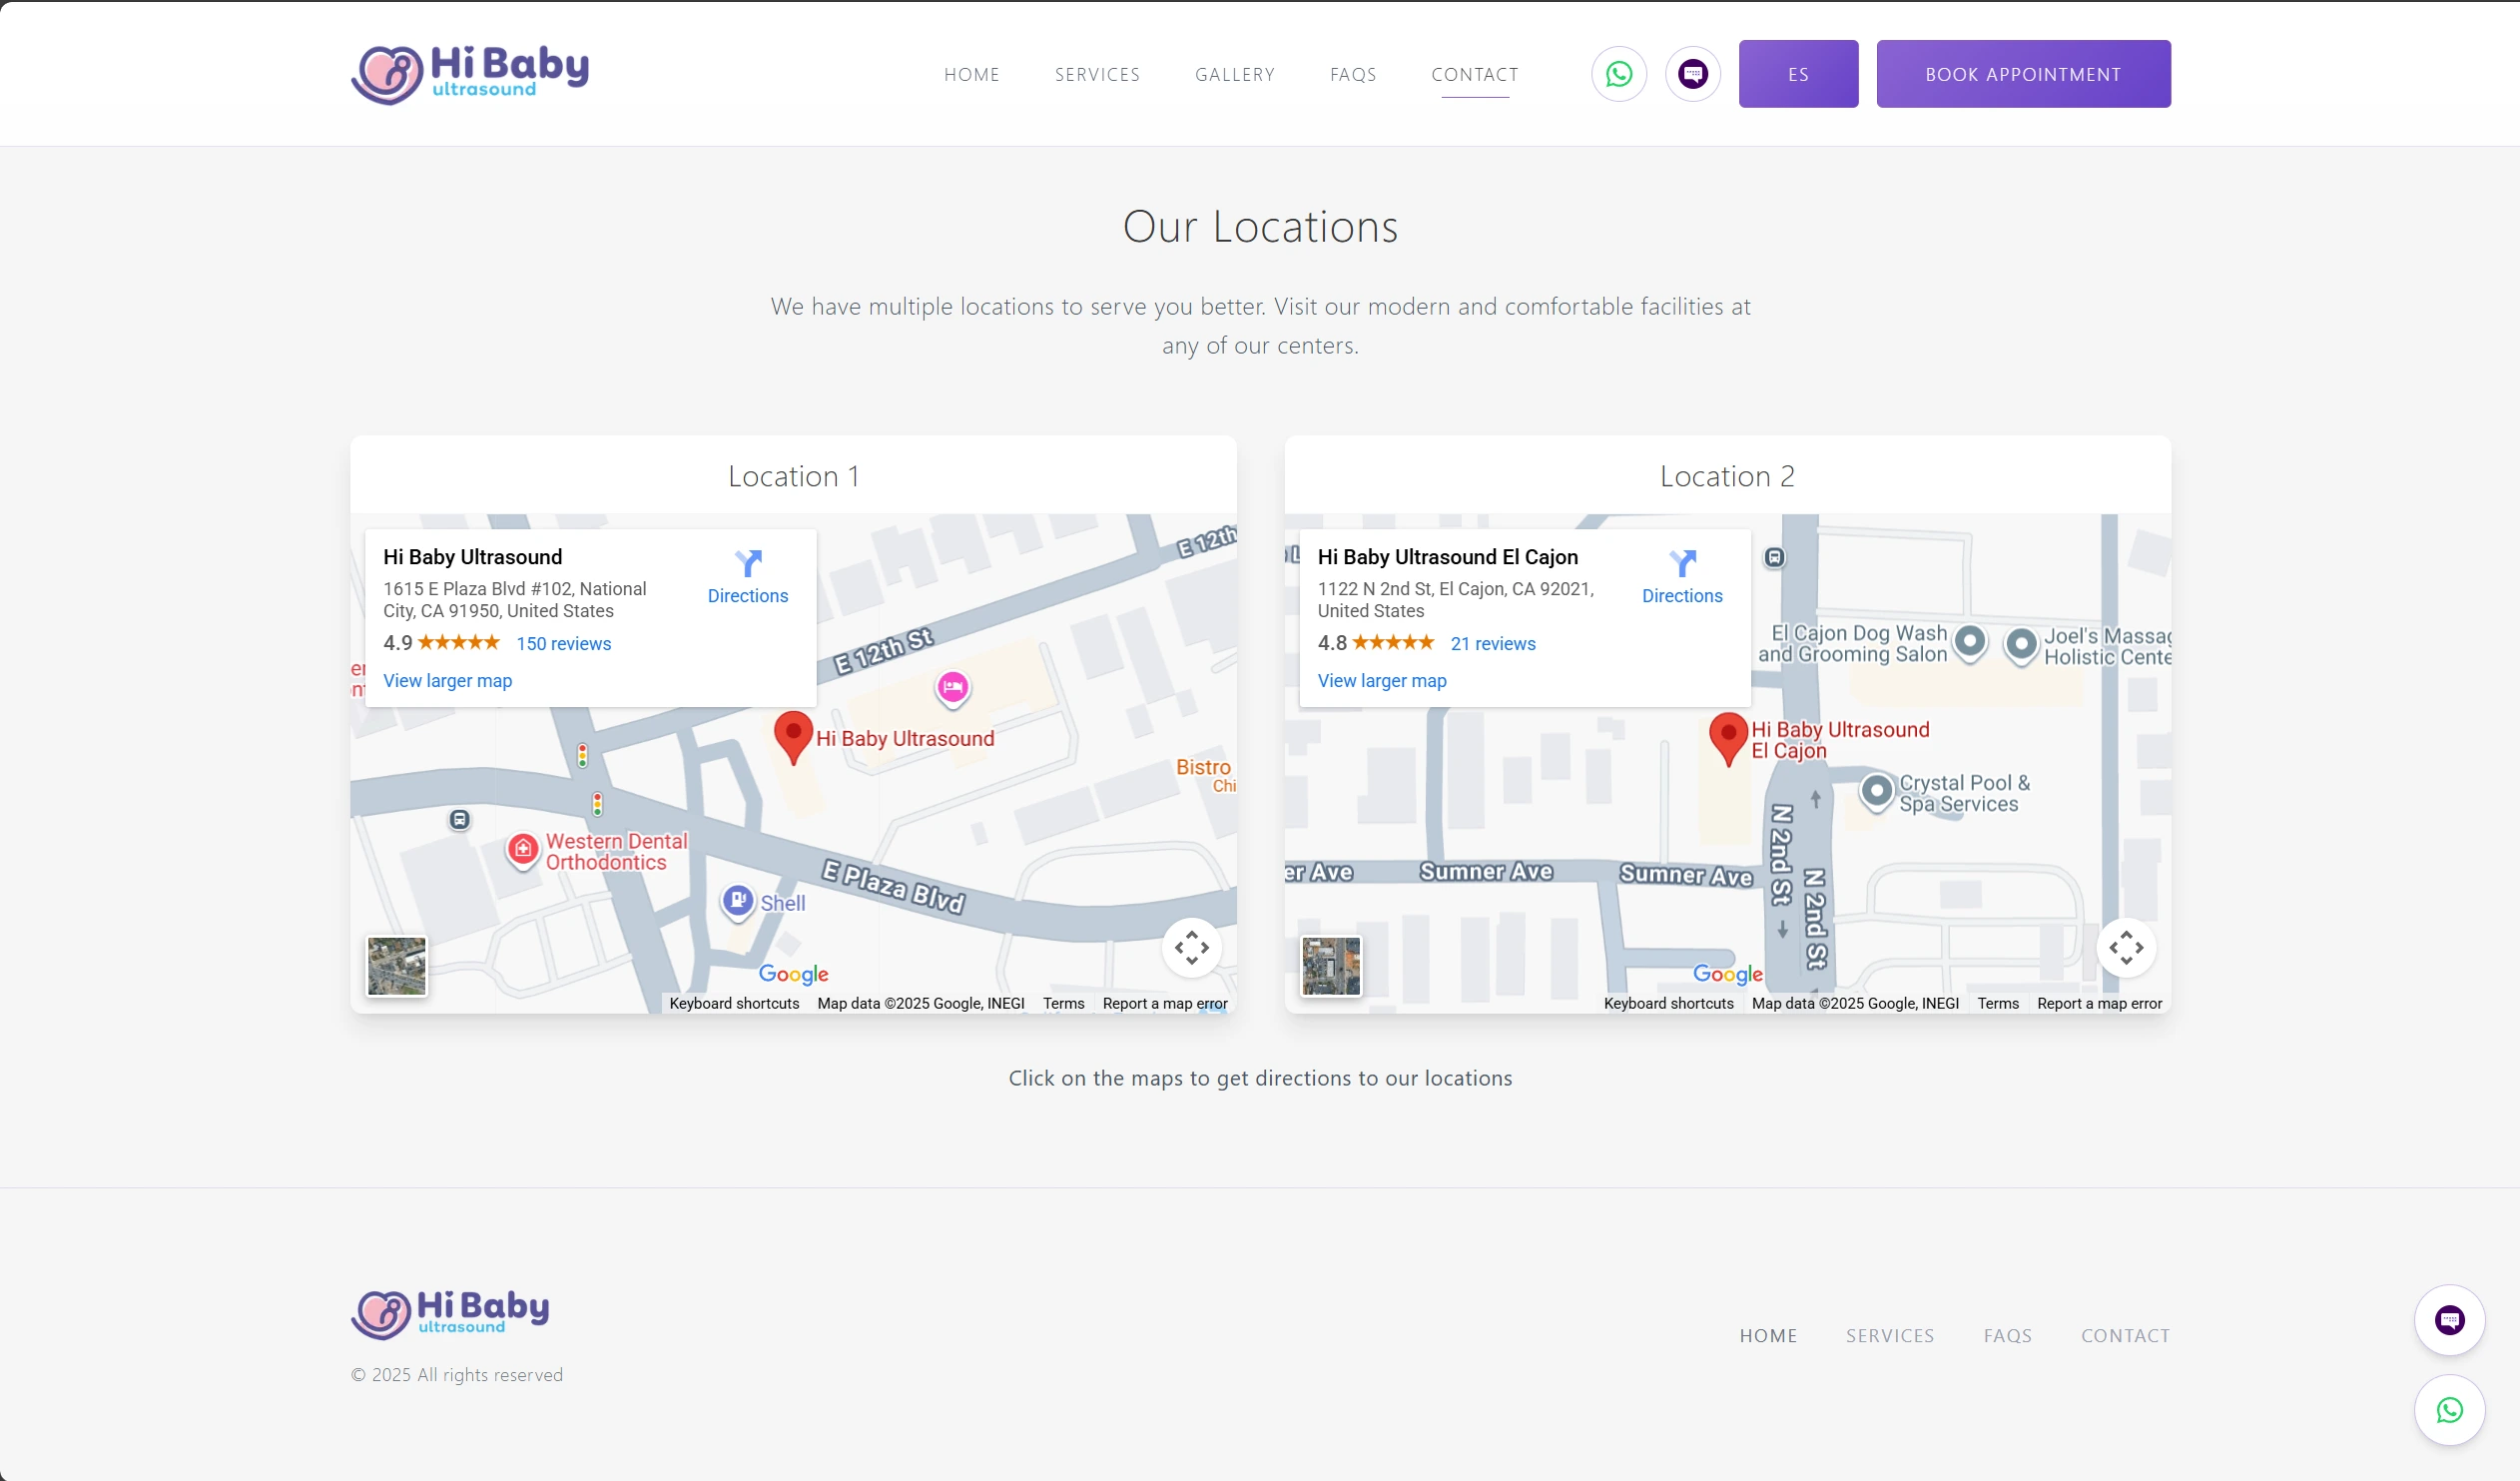 Hi Baby
ultrasound
HOME
SERVICES
GALLERY
FAQS
CONTACT
ES
BOOK APPOINTMENT
Our Locations
We have multiple locations to serve you better. Visit our modern and comfortable facilities at
any of our centers.
Location 1
Hi Baby Ultrasound
1615 E Plaza Blvd #102, National
City, CA 91950, United States
Directions
4.9
150 reviews
View larger map
E 12th
E 12th St
Hi Baby Ultrasound
Bistro
Chi
Western Dental
Orthodontics
E Plaza Blvd
Shell
Google
Keyboard shortcuts
Map data ©2025 Google, INEGI
Terms
Report a map error
Location 2
Hi Baby Ultrasound El Cajon
1122 N 2nd St, El Cajon, CA 92021,
United States
Directions
4.8
21 reviews
View larger map
El Cajon Dog Wash
and Grooming Salon
Joel's Massag
Holistic Cente
Hi Baby Ultrasound
El Cajon
Crystal Pool &
Spa Services
N 2nd St
N 2nd St
er Ave
Sumner Ave
Sumner Ave
Google
Keyboard shortcuts
Map data ©2025 Google, INEGI
Terms
Report a map error
Click on the maps to get directions to our locations
Hi Baby
ultrasound
© 2025 All rights reserved
HOME
SERVICES
FAQS
CONTACT